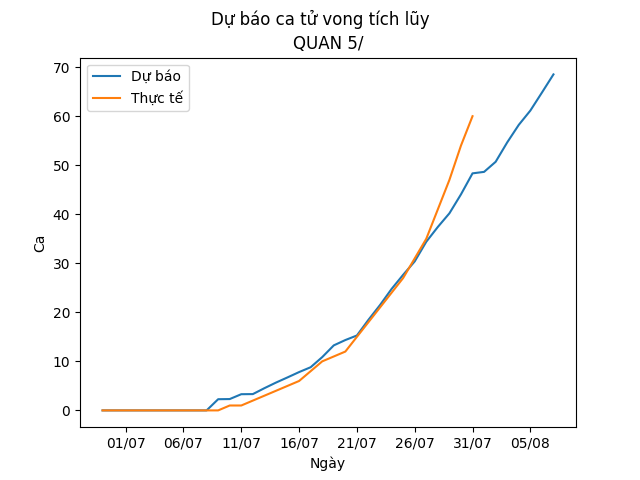 Dự báo ca tử vong tích lũy
QUAN 5/
Dự báo
Thực tế
70
60
50
40
30
20
10
0
Ca
01/07 06/07 11/07 16/07 21/07 26/07 31/07 05/08
Ngày